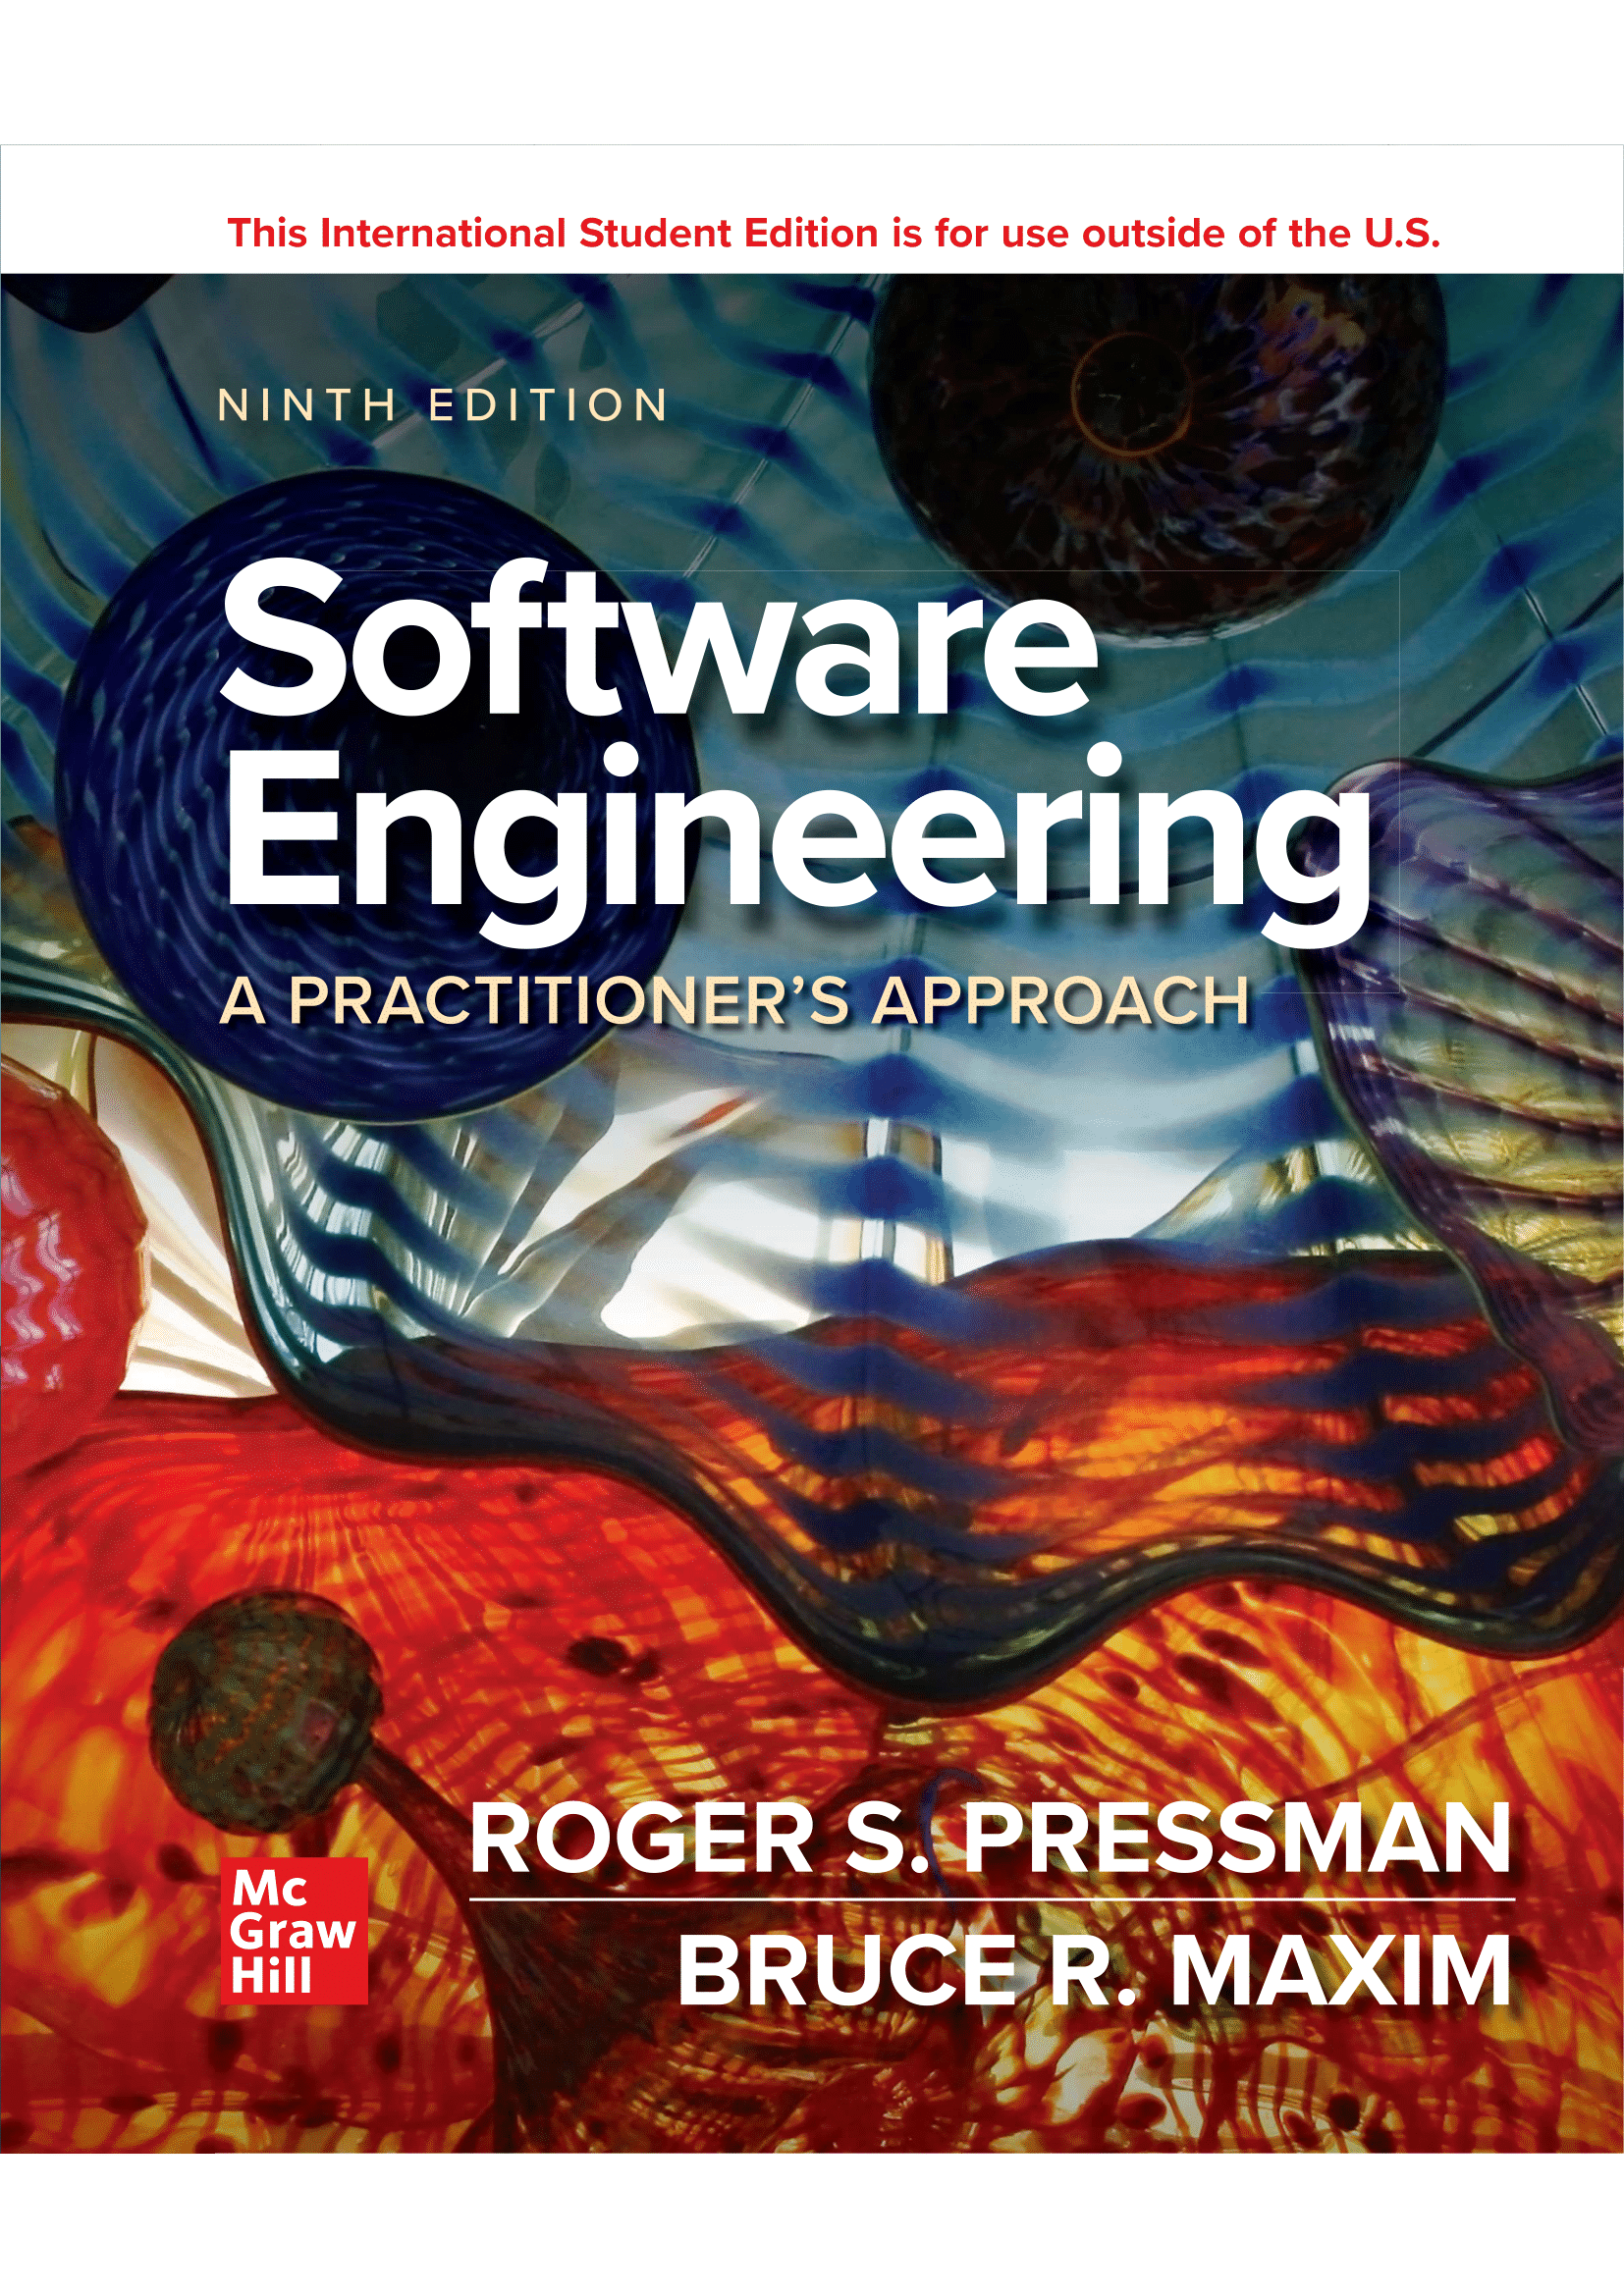 This International Student Edition is for use outside of the U.S.
NINTH EDITION
Software
Engineering
A PRACTITIONER’S APPROACH
ROGER S. PRESSMAN
BRUCE R. MAXIM
Mc
Graw
Hill